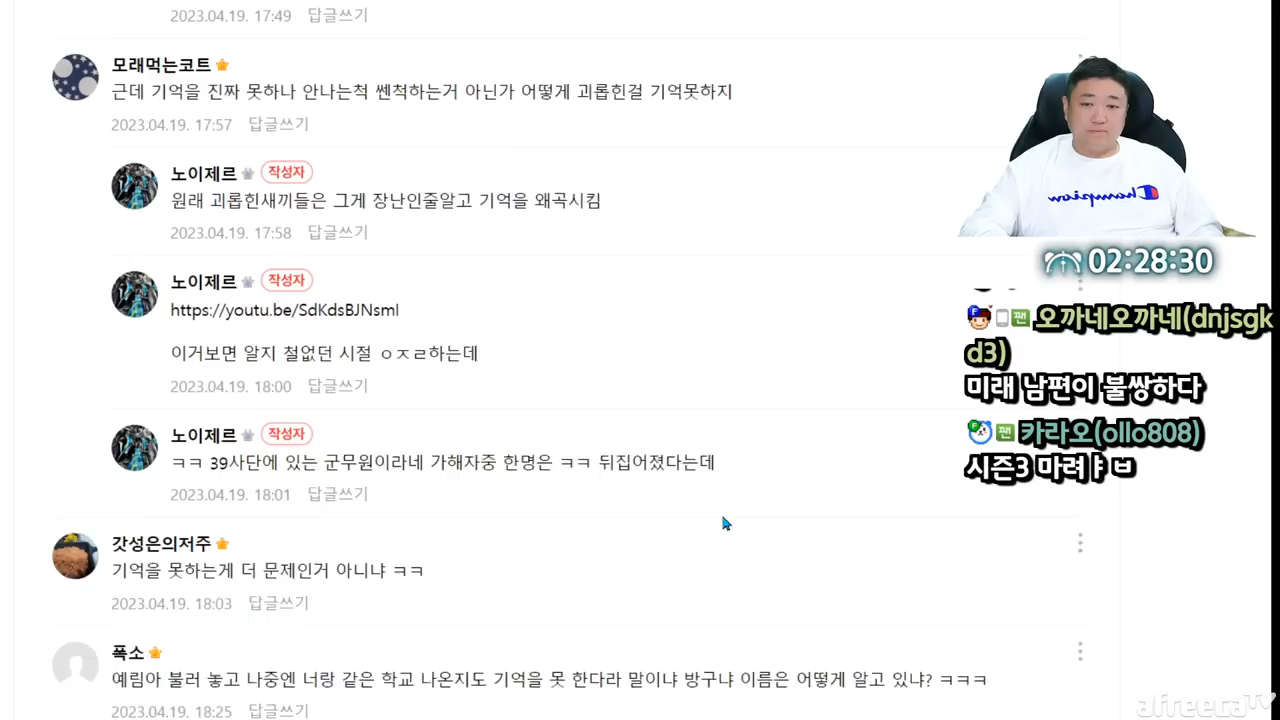 2023.04.19. 17:49 답글쓰기
모래먹는코트
근데 기억을 진짜 못하나 안나는척 쎈척하는거 아닌가 어떻게 괴롭힌걸 기억못하지
2023.04.19. 17:57 답글쓰기
노이제르 작성자
원래 괴롭힌새끼들은 그게 장난인줄알고 기억을 왜곡시킴
2023.04.19. 17:58 답글쓰기
노이제르 작성자
https://youtu.be/SdKdsBJNsmI
이거보면 알지 철없던 시절 ㅇㅈㄹ하는데
2023.04.19. 18:00 답글쓰기
노이제르 작성자
ㅋㅋ 39사단에 있는 군무원이라네 가해자중 한명은 ㅋㅋ 뒤집어졌다는데
2023.04.19. 18:01 답글쓰기
갓성은의저주
기억을 못하는게 더 문제인거 아니냐 ㅋㅋ
2023.04.19. 18:03 답글쓰기
폭소
예림아 불러 놓고 나중엔 너랑 같은 학교 나온지도 기억을 못 한다라 말이냐 방구냐 이름은 어떻게 알고 있냐? ㅋㅋㅋ
2023.04.19. 18:25 답글쓰기
Champion
02:28:30
F 팬 오까네오까네(dnjsgk
d3)
미래 남편이 불쌍하다
F 팬 카라오(ollo808)
시즌3 마려ㅑㅂ
afreecaTV